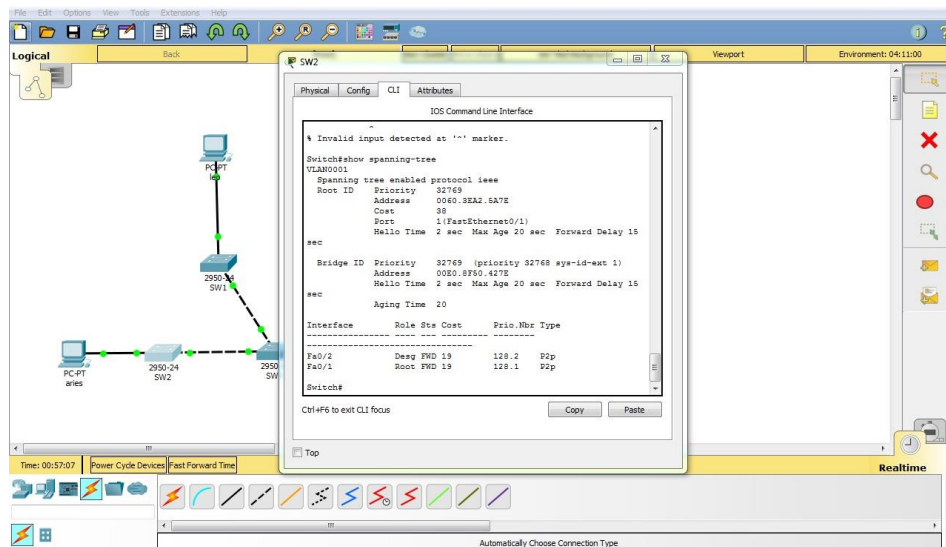 File Edit Options View Tools Extensions Help
Logical
Back
Viewport
Environment: 04:11:00
SW2
Physical Config CLI Attributes
IOS Command Line Interface
^
% Invalid input detected at '^' marker.
Switch#show spanning-tree
VLAN0001
Spanning tree enabled protocol ieee
Root ID Priority 32769
Address 0060.3EA2.5A7E
Cost 38
Port 1(FastEthernet0/1)
Hello Time 2 sec Max Age 20 sec Forward Delay 15
sec
Bridge ID Priority 32769 (priority 32768 sys-id-ext 1)
Address 00E0.8F50.427E
Hello Time 2 sec Max Age 20 sec Forward Delay 15
sec
Aging Time 20
Interface Role Sts Cost Prio.Nbr Type
---------------- ---- --- --------- --------
--------------------------------
Fa0/2 Desg FWD 19 128.2 P2p
Fa0/1 Root FWD 19 128.1 P2p
Switch#
Ctrl+F6 to exit CLI focus
Copy
Paste
Top
PC-PT
leo
2950-24
SW1
PC-PT
aries
2950-24
SW2
2950
SW
Time: 00:57:07
Power Cycle Devices
Fast Forward Time
Realtime
Automatically Choose Connection Type